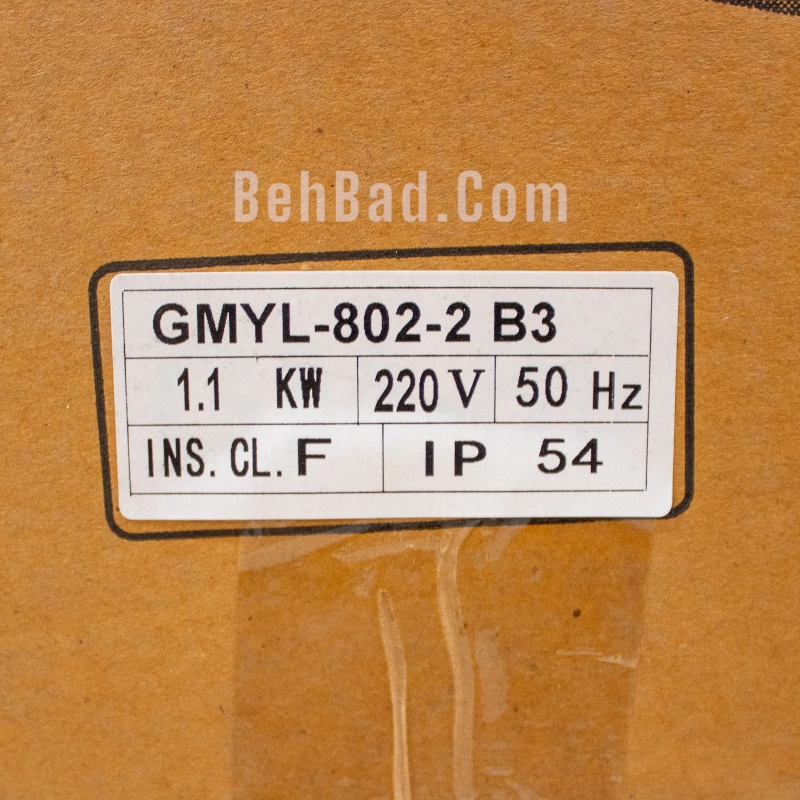 BehBad.Com
GMYL-802-2 B3
1.1 KW 220V 50 Hz
INS. CL. F IP 54